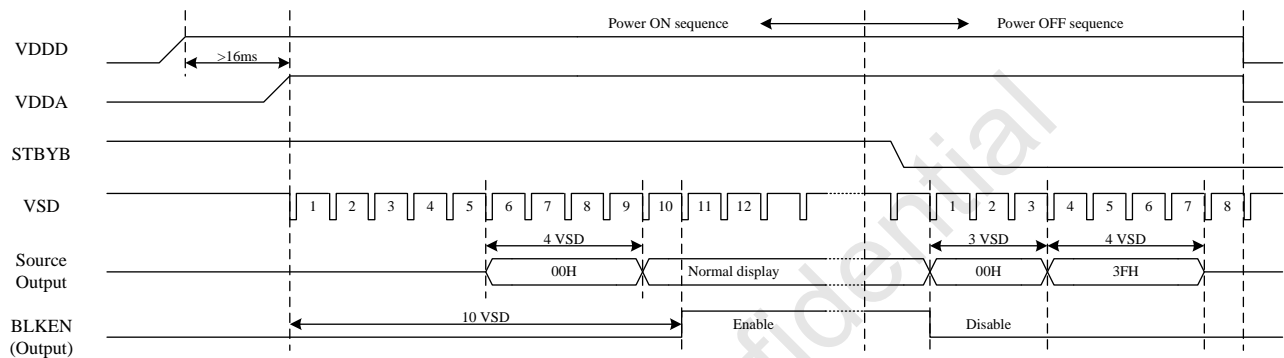 Power ON sequence
Power OFF sequence
VDDD
>16ms
VDDA
STBYB
VSD
1 2 3 4 5 6 7 8 9 10 11 12 1 2 3 4 5 6 7 8
4 VSD
3 VSD
4 VSD
Source
Output
00H
Normal display
00H
3FH
10 VSD
BLKEN
(Output)
Enable
Disable